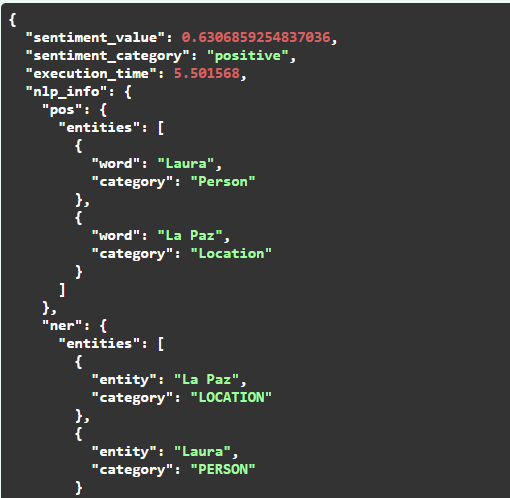 {
  "sentiment_value": 0.6306859254837036,
  "sentiment_category": "positive",
  "execution_time": 5.501568,
  "nlp_info": {
    "pos": {
      "entities": [
        {
          "word": "Laura",
          "category": "Person"
        },
        {
          "word": "La Paz",
          "category": "Location"
        }
      ]
    },
    "ner": {
      "entities": [
        {
          "entity": "La Paz",
          "category": "LOCATION"
        },
        {
          "entity": "Laura",
          "category": "PERSON"
        }